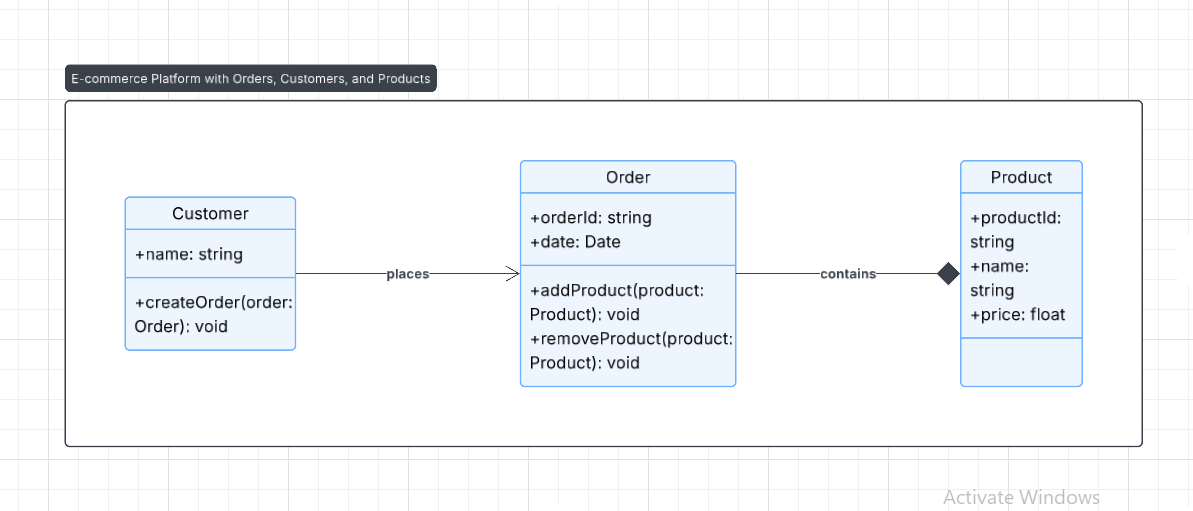 E-commerce Platform with Orders, Customers, and Products
Customer
+name: string
+createOrder(order:
Order): void
places
Order
+orderId: string
+date: Date
+addProduct(product:
Product): void
+removeProduct(product:
Product): void
contains
Product
+productId:
string
+name:
string
+price: float
Activate Windows